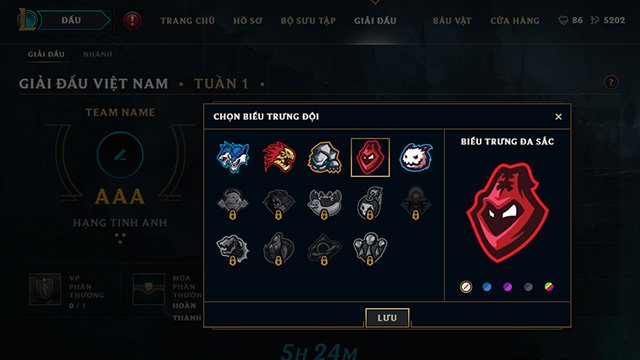 ĐẤU
TRANG CHỦ
HỒ SƠ
BỘ SƯU TẬP
GIẢI ĐẤU
BÁU VẬT
CỬA HÀNG
86
5202
GIẢI ĐẤU
NHÁNH
GIẢI ĐẤU VIỆT NAM • TUẦN 1 •
?
TEAM NAME
AAA
HẠNG TINH ANH
VP
PHẦN
THƯỞNG
0 / 1
MÙA
PHẦN
THƯỞN
HOÀN
THÀNH
CHỌN BIỂU TRƯNG ĐỘI
BIỂU TRƯNG ĐA SẮC
LƯU
5H 24M